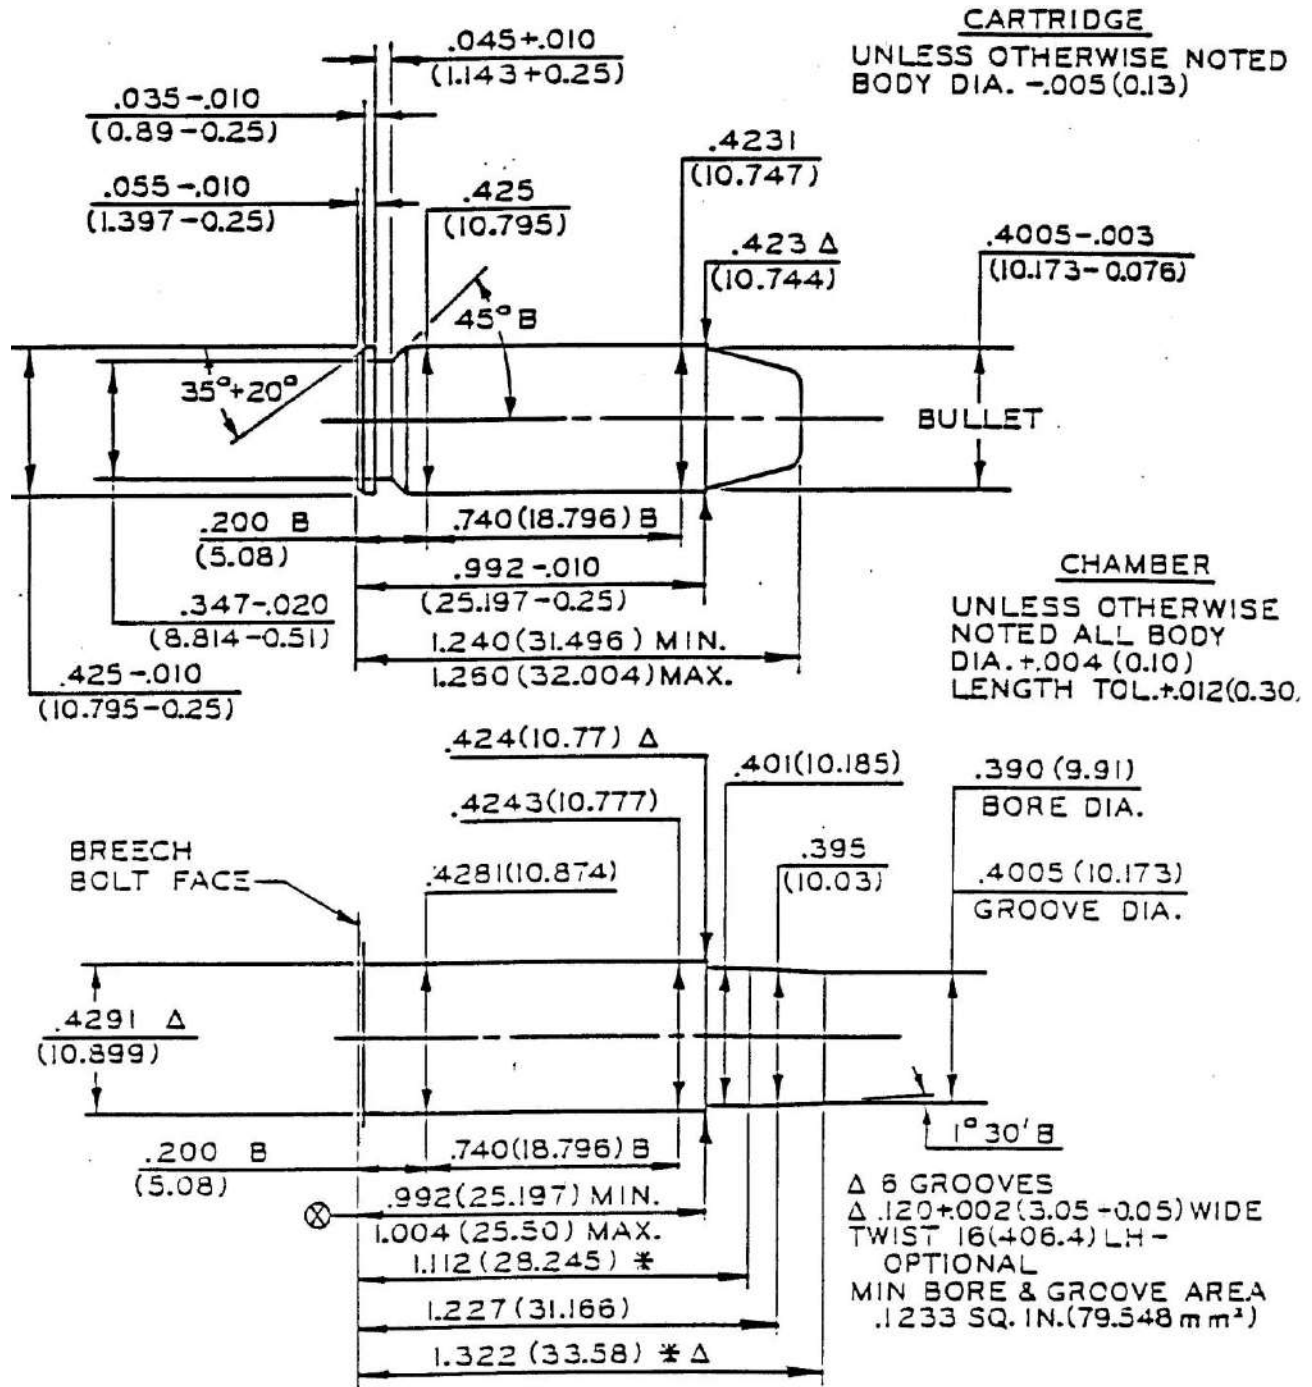 CARTRIDGE
UNLESS OTHERWISE NOTED
BODY DIA. -.005(0.13)
.045+.010
(1.143+0.25)
.035-.010
(0.89-0.25)
.055-.010
(1.397-0.25)
.425
(10.795)
.4231
(10.747)
.423 Δ
(10.744)
.4005-.003
(10.173-0.076)
45° B
35°+20°
BULLET
.200 B
(5.08)
.740(18.796) B
.992-.010
(25.197-0.25)
.347-.020
(8.814-0.51)
1.240(31.496) MIN.
1.260(32.004) MAX.
.425-.010
(10.795-0.25)
CHAMBER
UNLESS OTHERWISE
NOTED ALL BODY
DIA.+.004 (0.10)
LENGTH TOL.+.012(0.30)
.424(10.77) Δ
.4243(10.777)
.4281(10.874)
.401(10.185)
.395
(10.03)
.390 (9.91)
BORE DIA.
.4005 (10.173)
GROOVE DIA.
BREECH
BOLT FACE
.4291 Δ
(10.899)
1° 30' B
.200 B
(5.08)
.740(18.796) B
⊗
.992(25.197) MIN.
1.004 (25.50) MAX.
1.112 (28.245) *
1.227 (31.166)
1.322 (33.58) * Δ
Δ 6 GROOVES
Δ .120+.002(3.05+0.05) WIDE
TWIST 16(406.4) LH-
OPTIONAL
MIN BORE & GROOVE AREA
.1233 SQ. IN.(79.548 mm²)